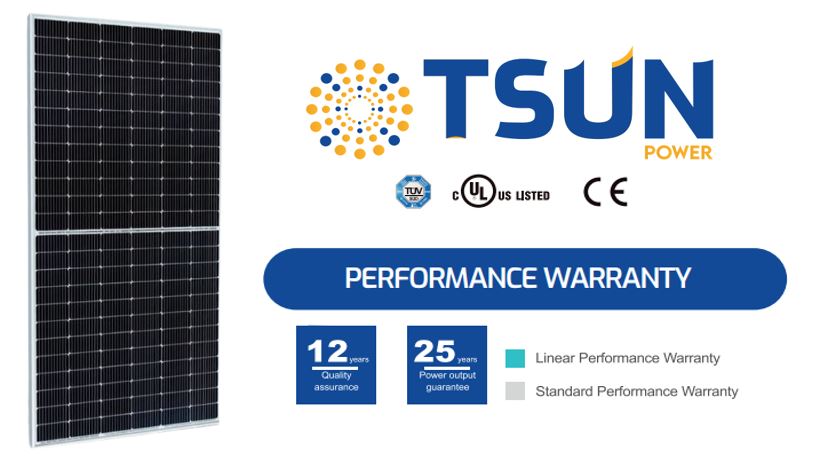 TSUN
POWER
TÜV
SÜD
C UL US LISTED
CE
PERFORMANCE WARRANTY
12 years
Quality
assurance
25 years
Power output
guarantee
Linear Performance Warranty
Standard Performance Warranty